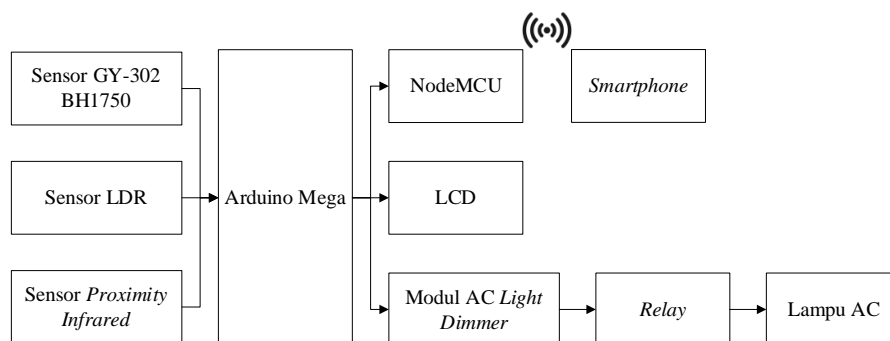 Sensor GY-302
BH1750
Sensor LDR
Sensor Proximity
Infrared
Arduino Mega
NodeMCU
Smartphone
LCD
Modul AC Light
Dimmer
Relay
Lampu AC